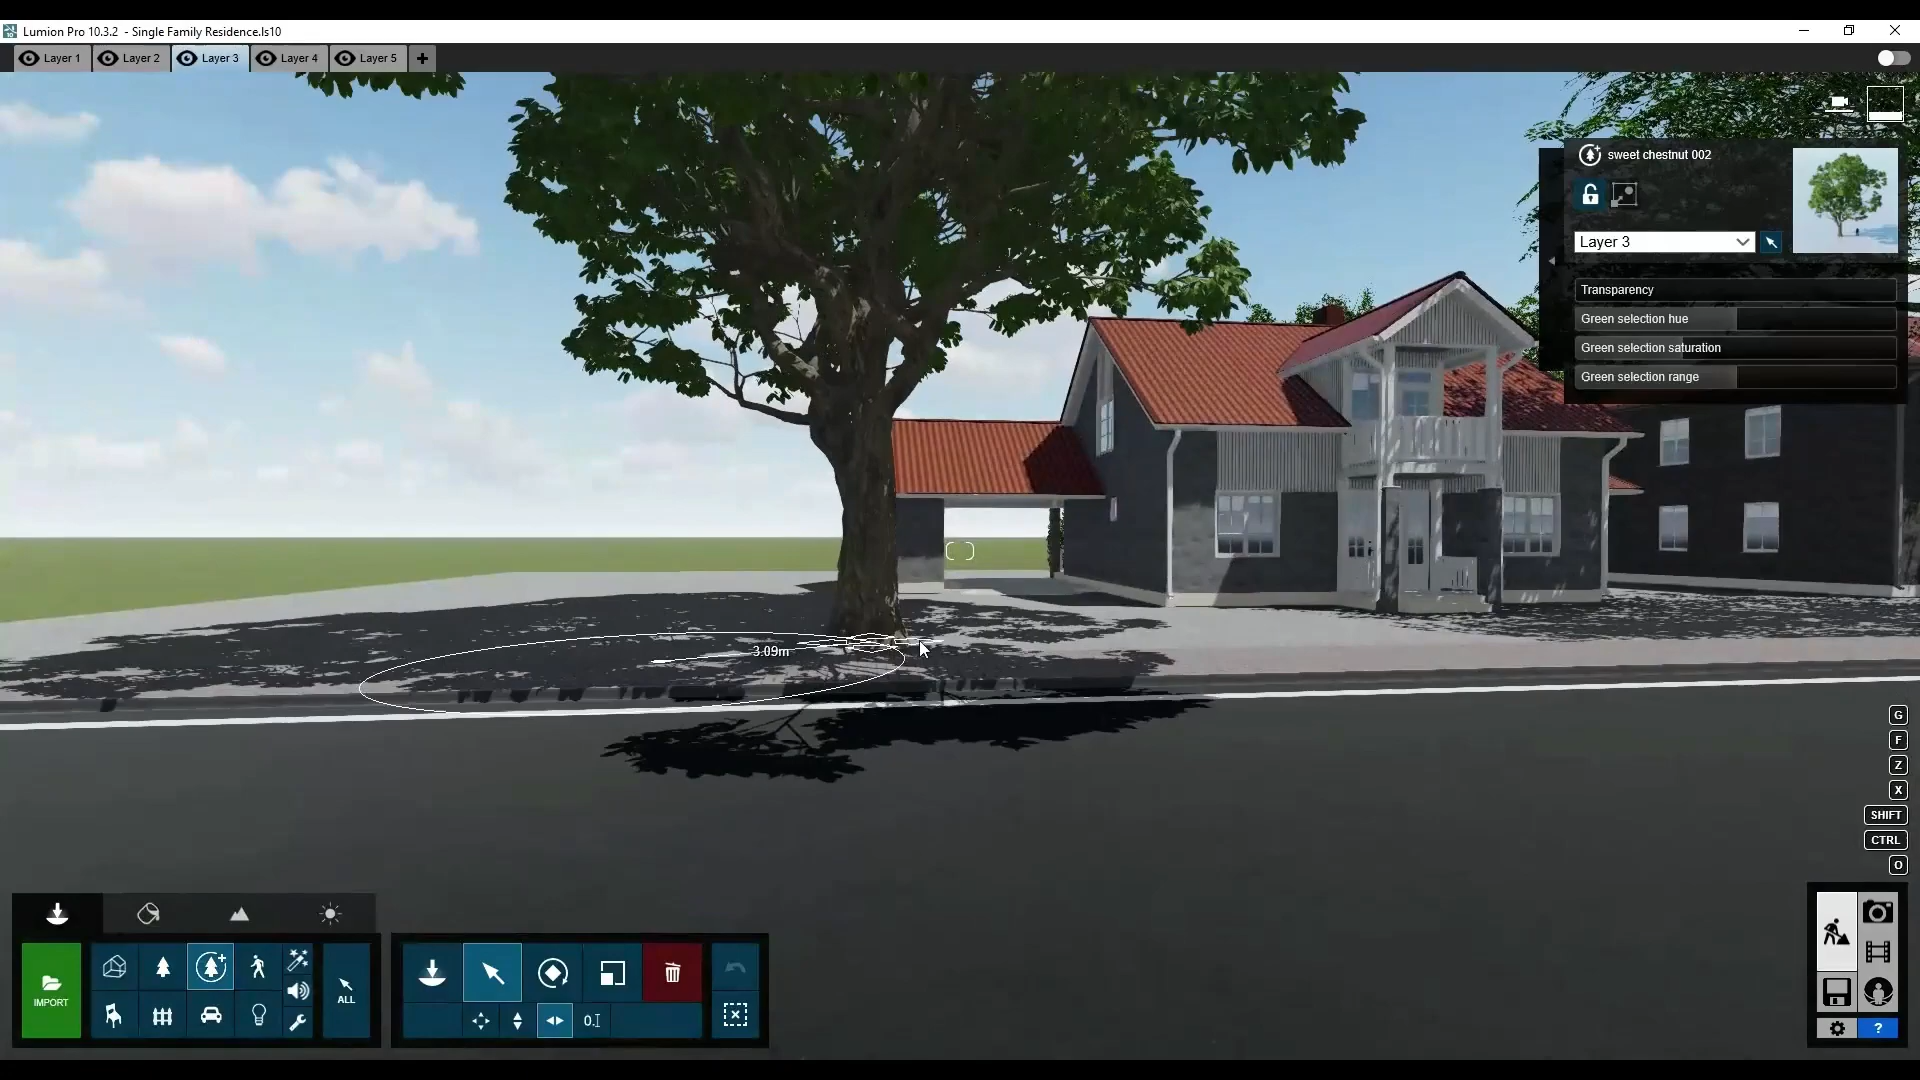 Lumion Pro 10.3.2 - Single Family Residence.ls10
Layer 1
Layer 2
Layer 3
Layer 4
Layer 5
sweet chestnut 002
Layer 3
Transparency
Green selection hue
Green selection saturation
Green selection range
3.09m
G
F
Z
X
SHIFT
CTRL
O
IMPORT
ALL
0.
?